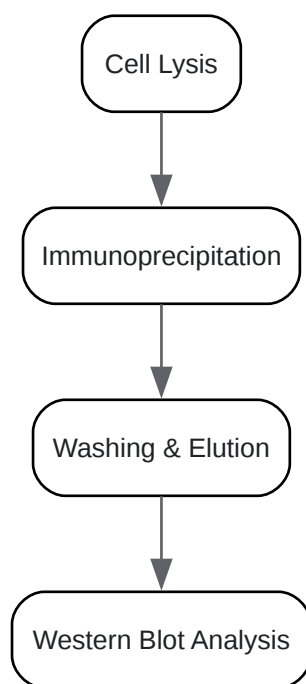 Cell Lysis
Immunoprecipitation
Washing & Elution
Western Blot Analysis